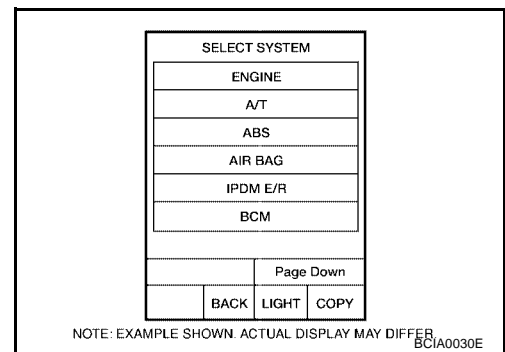 SELECT SYSTEM
ENGINE
A/T
ABS
AIR BAG
IPDM E/R
BCM
Page Down
BACK LIGHT COPY
NOTE: EXAMPLE SHOWN. ACTUAL DISPLAY MAY DIFFER
BCIA0030E